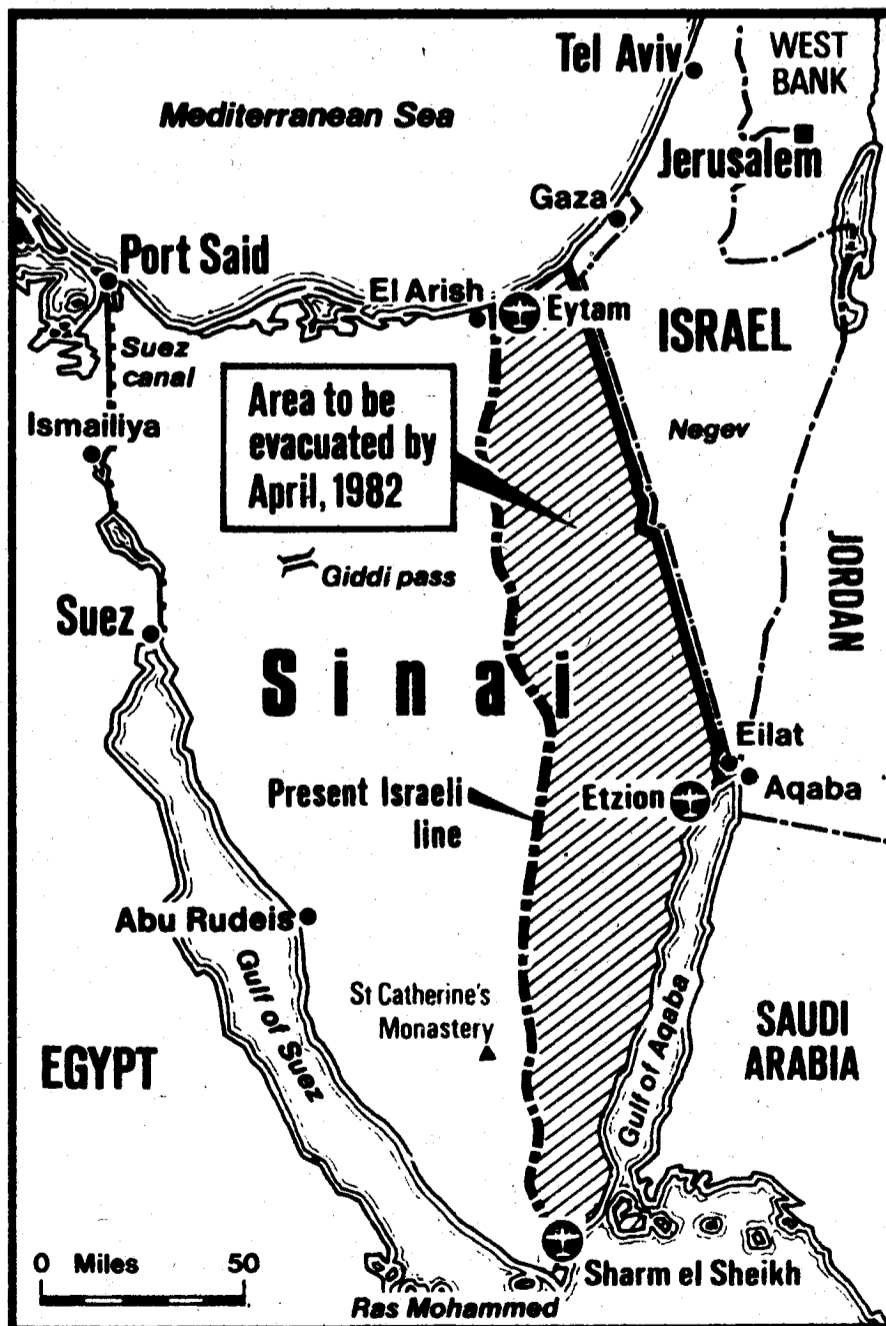 Tel Aviv
WEST
BANK
Mediterranean Sea
Jerusalem
Gaza
Port Said
El Arish
Eytam
ISRAEL
Suez
canal
Area to be
evacuated by
April, 1982
Ismailiya
Negev
Giddi pass
JORDAN
Suez
Sinai
Eilat
Present Israeli
line
Etzion
Aqaba
Abu Rudeis
Gulf of Suez
St Catherine's
Monastery
Gulf of Aqaba
SAUDI
ARABIA
EGYPT
0 Miles 50
Sharm el Sheikh
Ras Mohammed